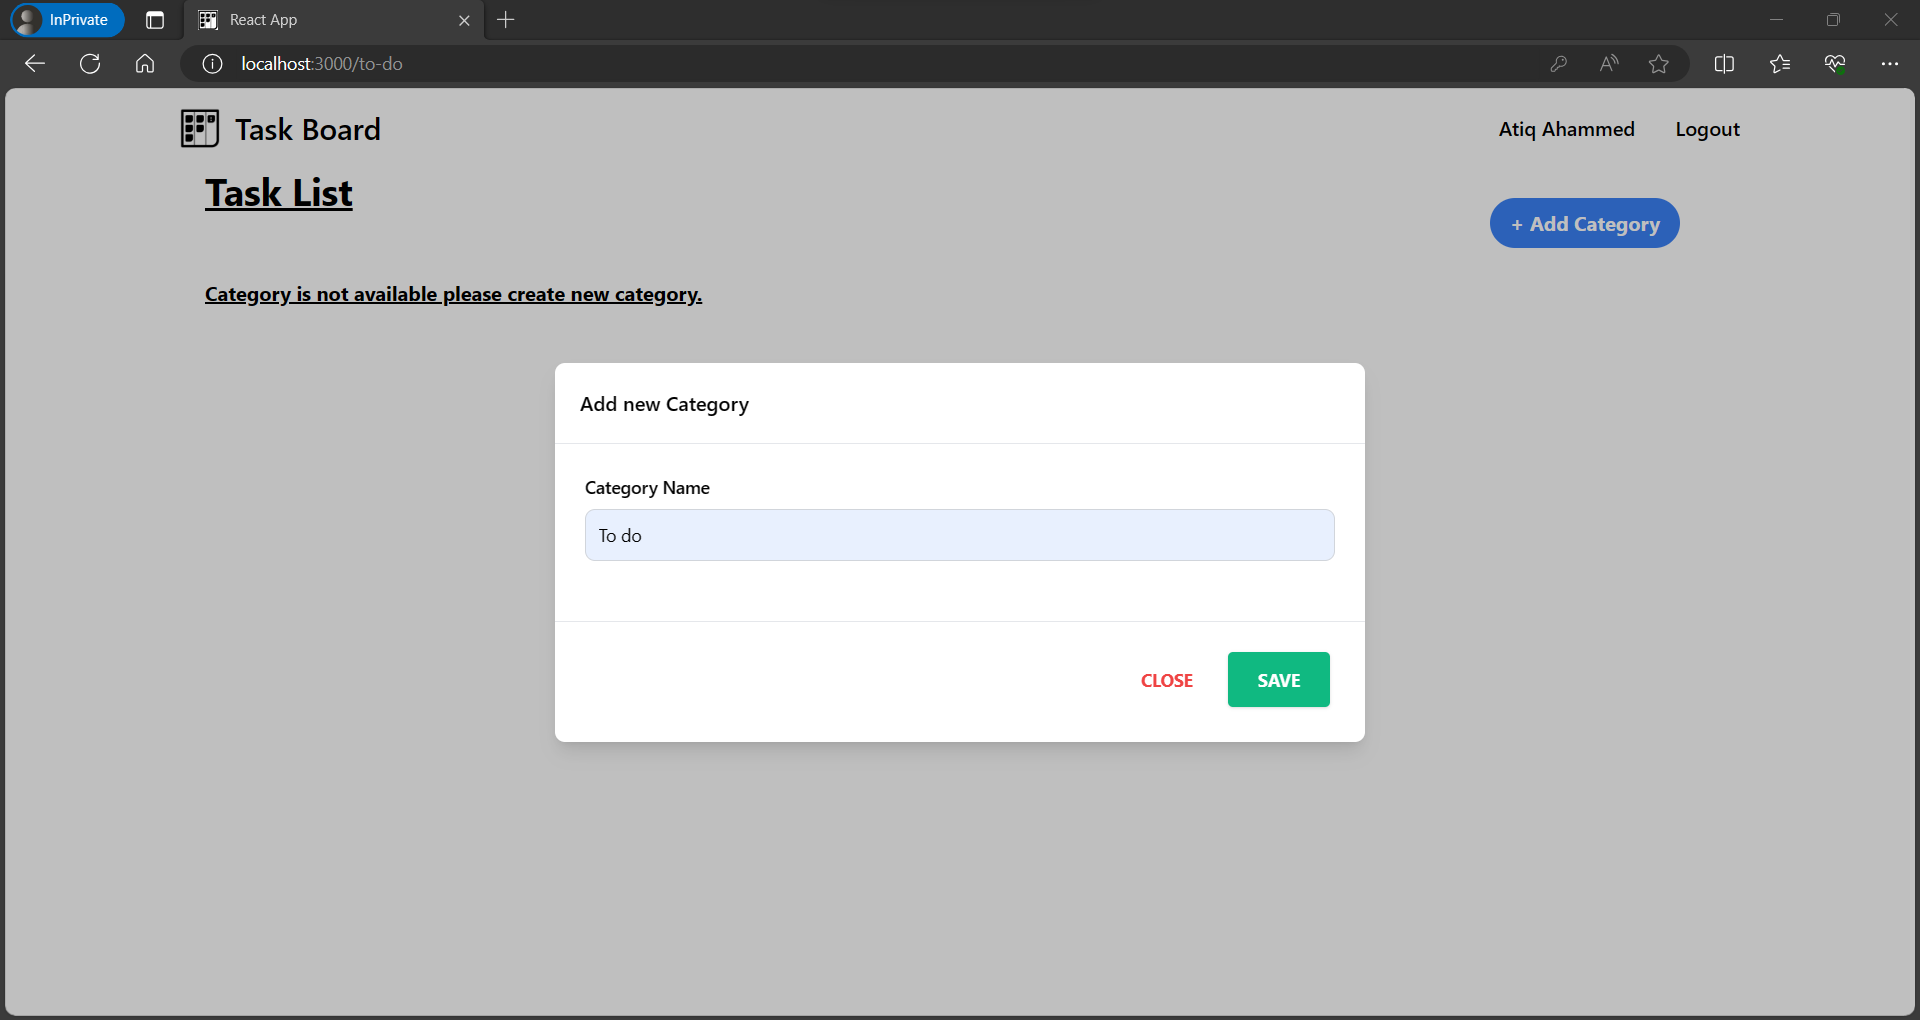 InPrivate
React App
localhost:3000/to-do
Task Board
Atiq Ahammed
Logout
Task List
+ Add Category
Category is not available please create new category.
Add new Category
Category Name
To do
CLOSE
SAVE